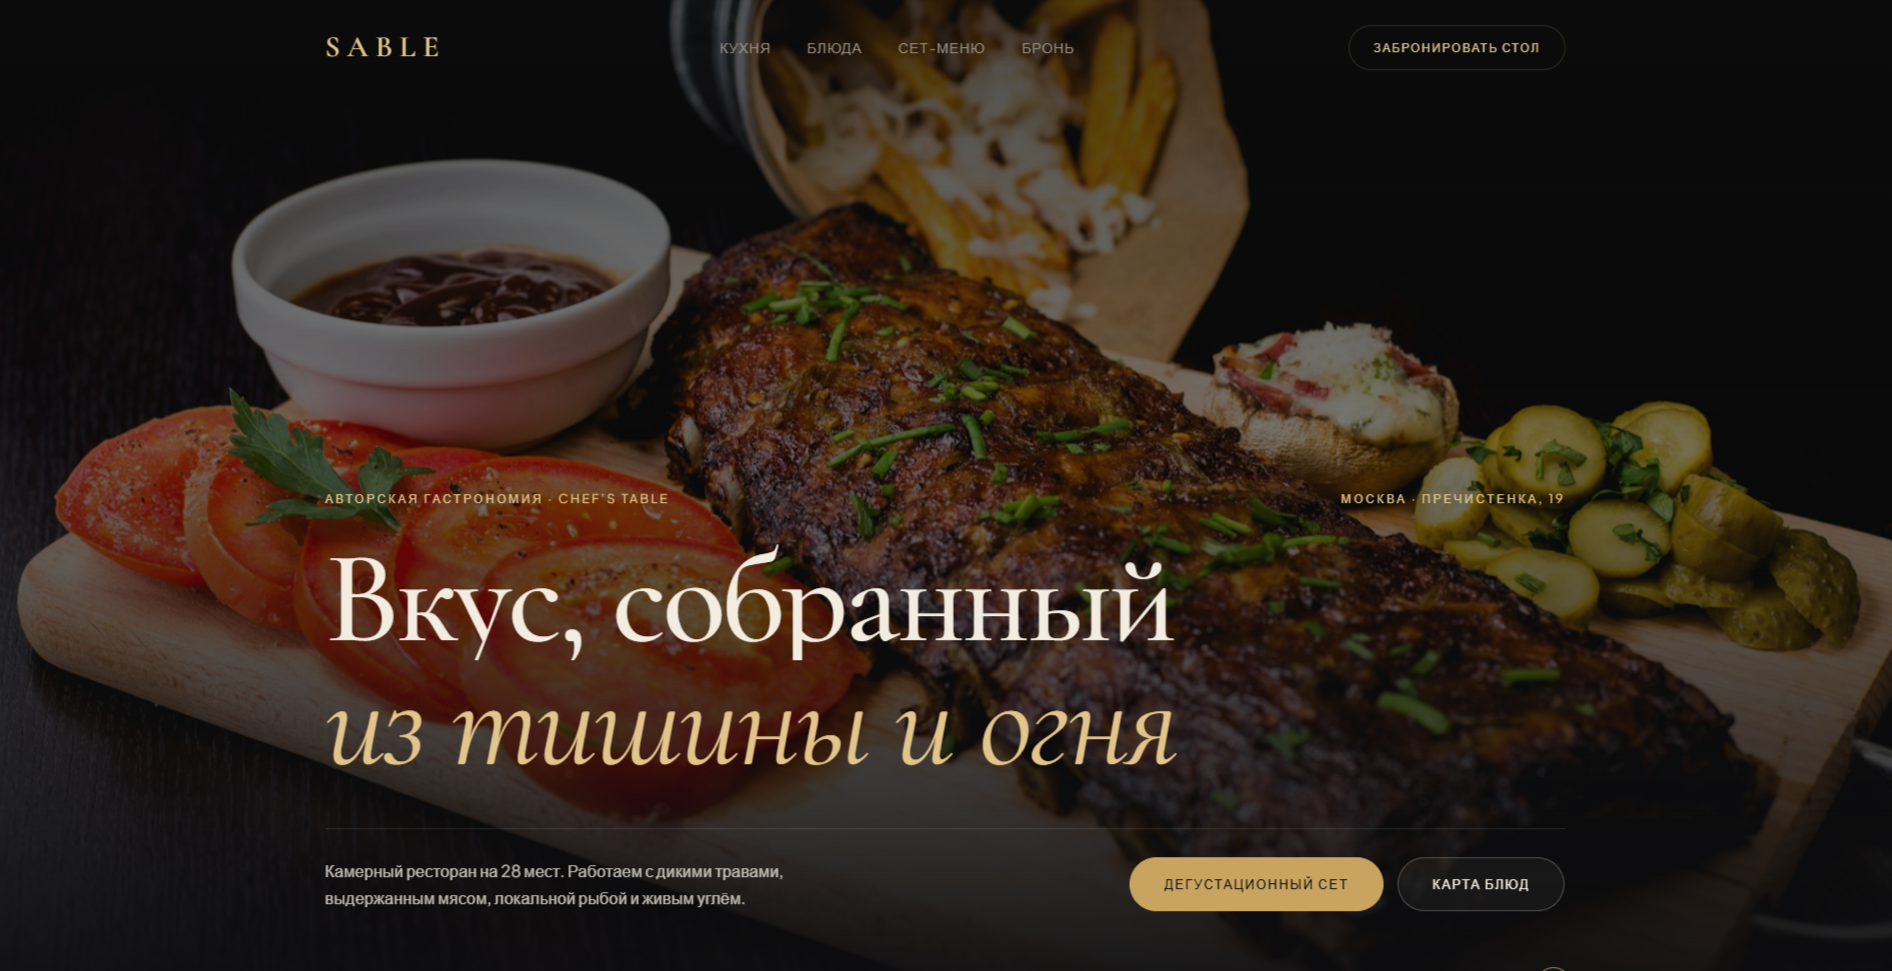 SABLE
КУХНЯ БЛЮДА СЕТ-МЕНЮ БРОНЬ
ЗАБРОНИРОВАТЬ СТОЛ
АВТОРСКАЯ ГАСТРОНОМИЯ · CHEF'S TABLE
МОСКВА · ПРЕЧИСТЕНКА, 19
Вкус, собранный
из тишины и огня
Камерный ресторан на 28 мест. Работаем с дикими травами,
выдержанным мясом, локальной рыбой и живым углём.
ДЕГУСТАЦИОННЫЙ СЕТ
КАРТА БЛЮД